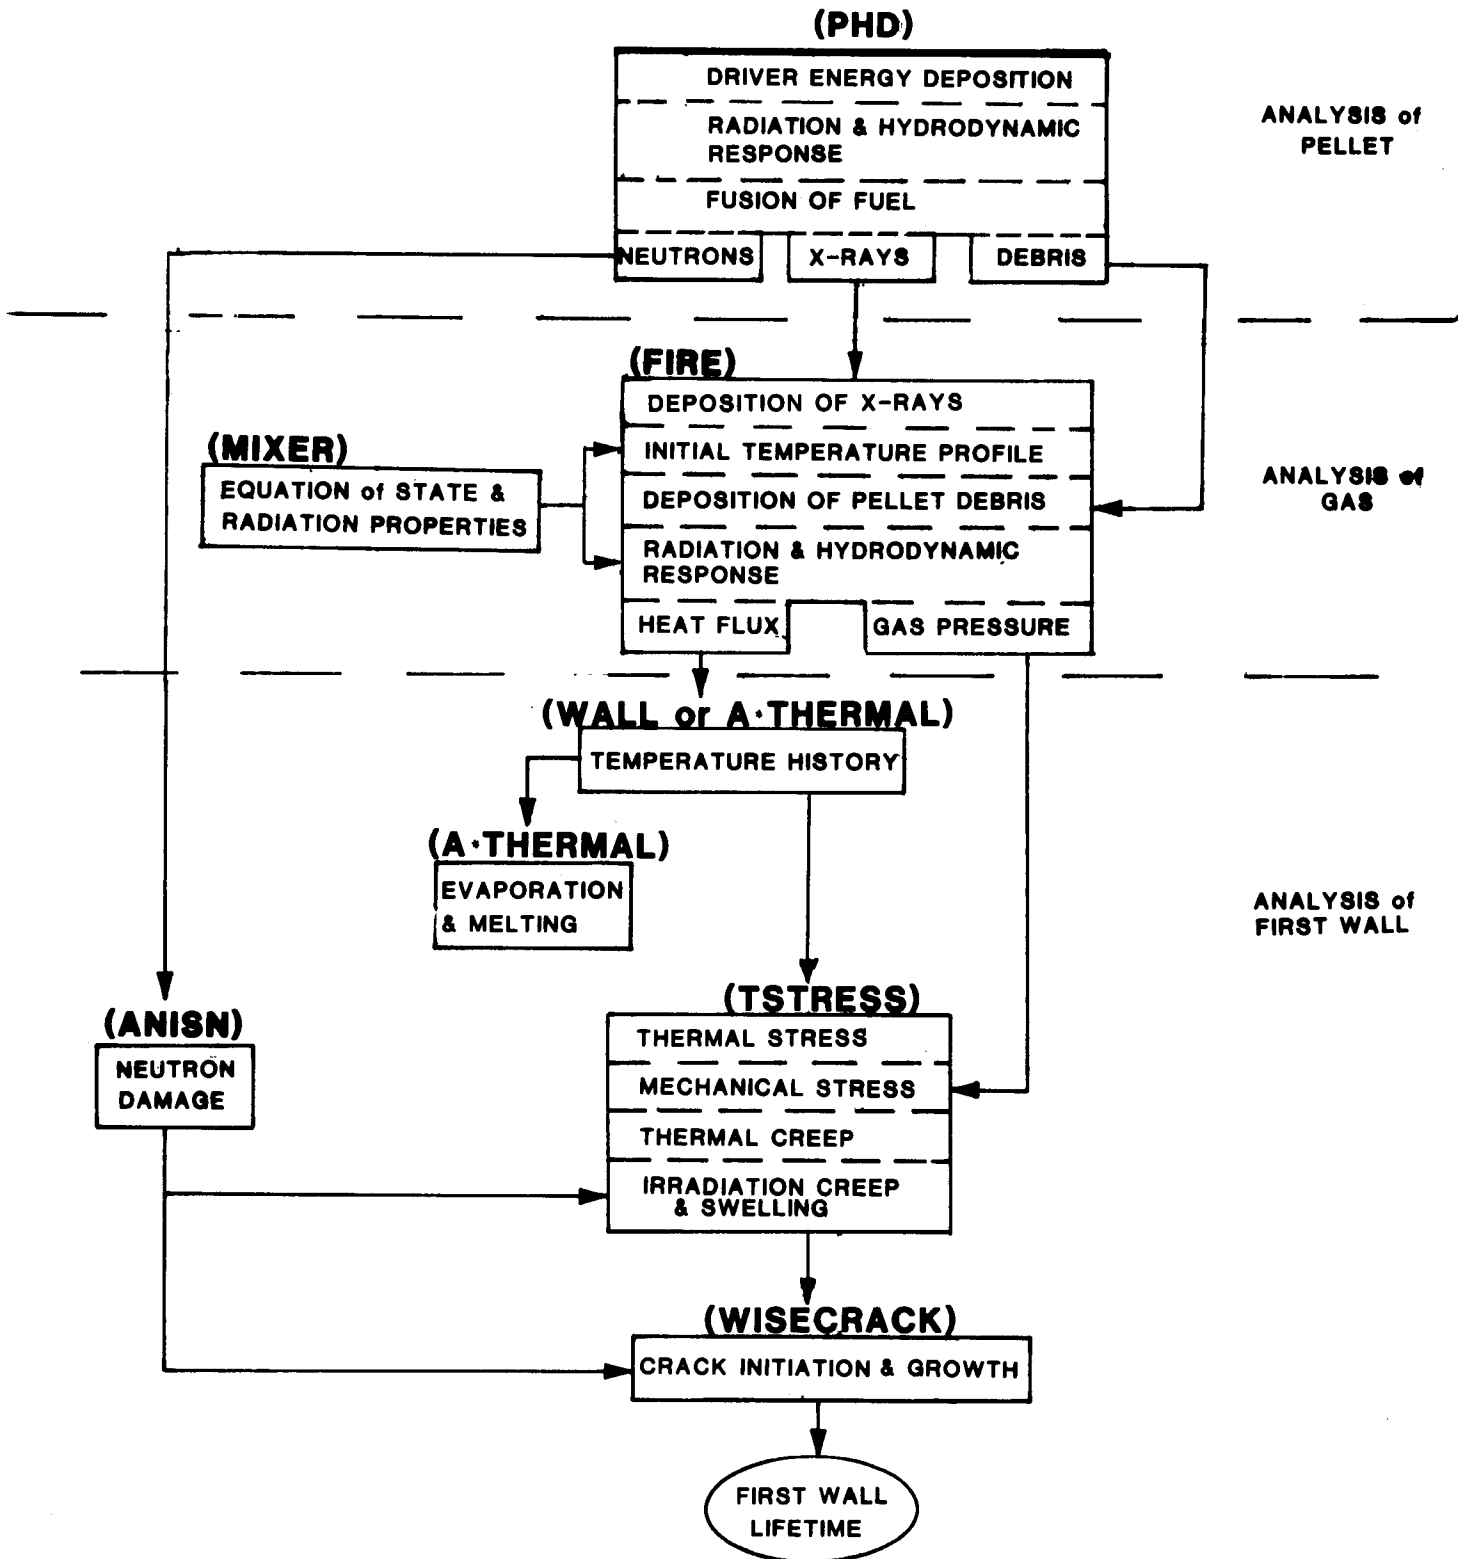 (PHD)
DRIVER ENERGY DEPOSITION
RADIATION & HYDRODYNAMIC
RESPONSE
FUSION OF FUEL
NEUTRONS
X-RAYS
DEBRIS
ANALYSIS of
PELLET
(FIRE)
DEPOSITION OF X-RAYS
INITIAL TEMPERATURE PROFILE
DEPOSITION OF PELLET DEBRIS
RADIATION & HYDRODYNAMIC
RESPONSE
HEAT FLUX
GAS PRESSURE
(MIXER)
EQUATION of STATE &
RADIATION PROPERTIES
ANALYSIS of
GAS
(WALL or A·THERMAL)
TEMPERATURE HISTORY
(A·THERMAL)
EVAPORATION
& MELTING
ANALYSIS of
FIRST WALL
(TSTRESS)
THERMAL STRESS
MECHANICAL STRESS
THERMAL CREEP
IRRADIATION CREEP
& SWELLING
(ANISN)
NEUTRON
DAMAGE
(WISECRACK)
CRACK INITIATION & GROWTH
FIRST WALL
LIFETIME